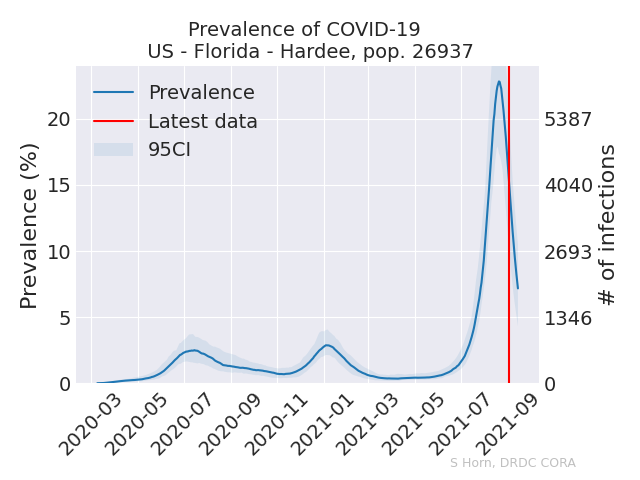 Prevalence of COVID-19
US - Florida - Hardee, pop. 26937
Prevalence
Latest data
95CI
Prevalence (%)
20
15
10
5
0
5387
4040
2693
1346
0
# of infections
2020-03
2020-05
2020-07
2020-09
2020-11
2021-01
2021-03
2021-05
2021-07
2021-09
S Horn, DRDC CORA